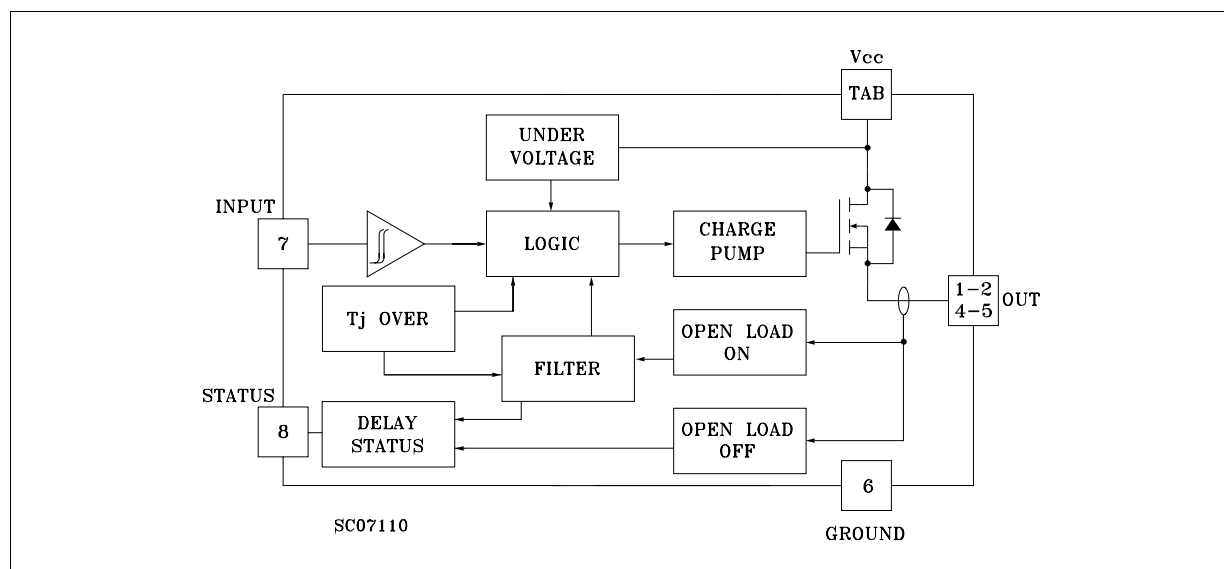 Vcc
TAB
UNDER
VOLTAGE
INPUT
7
LOGIC
CHARGE
PUMP
1-2
4-5
OUT
Tj OVER
OPEN LOAD
ON
FILTER
STATUS
8
DELAY
STATUS
OPEN LOAD
OFF
6
GROUND
SC07110